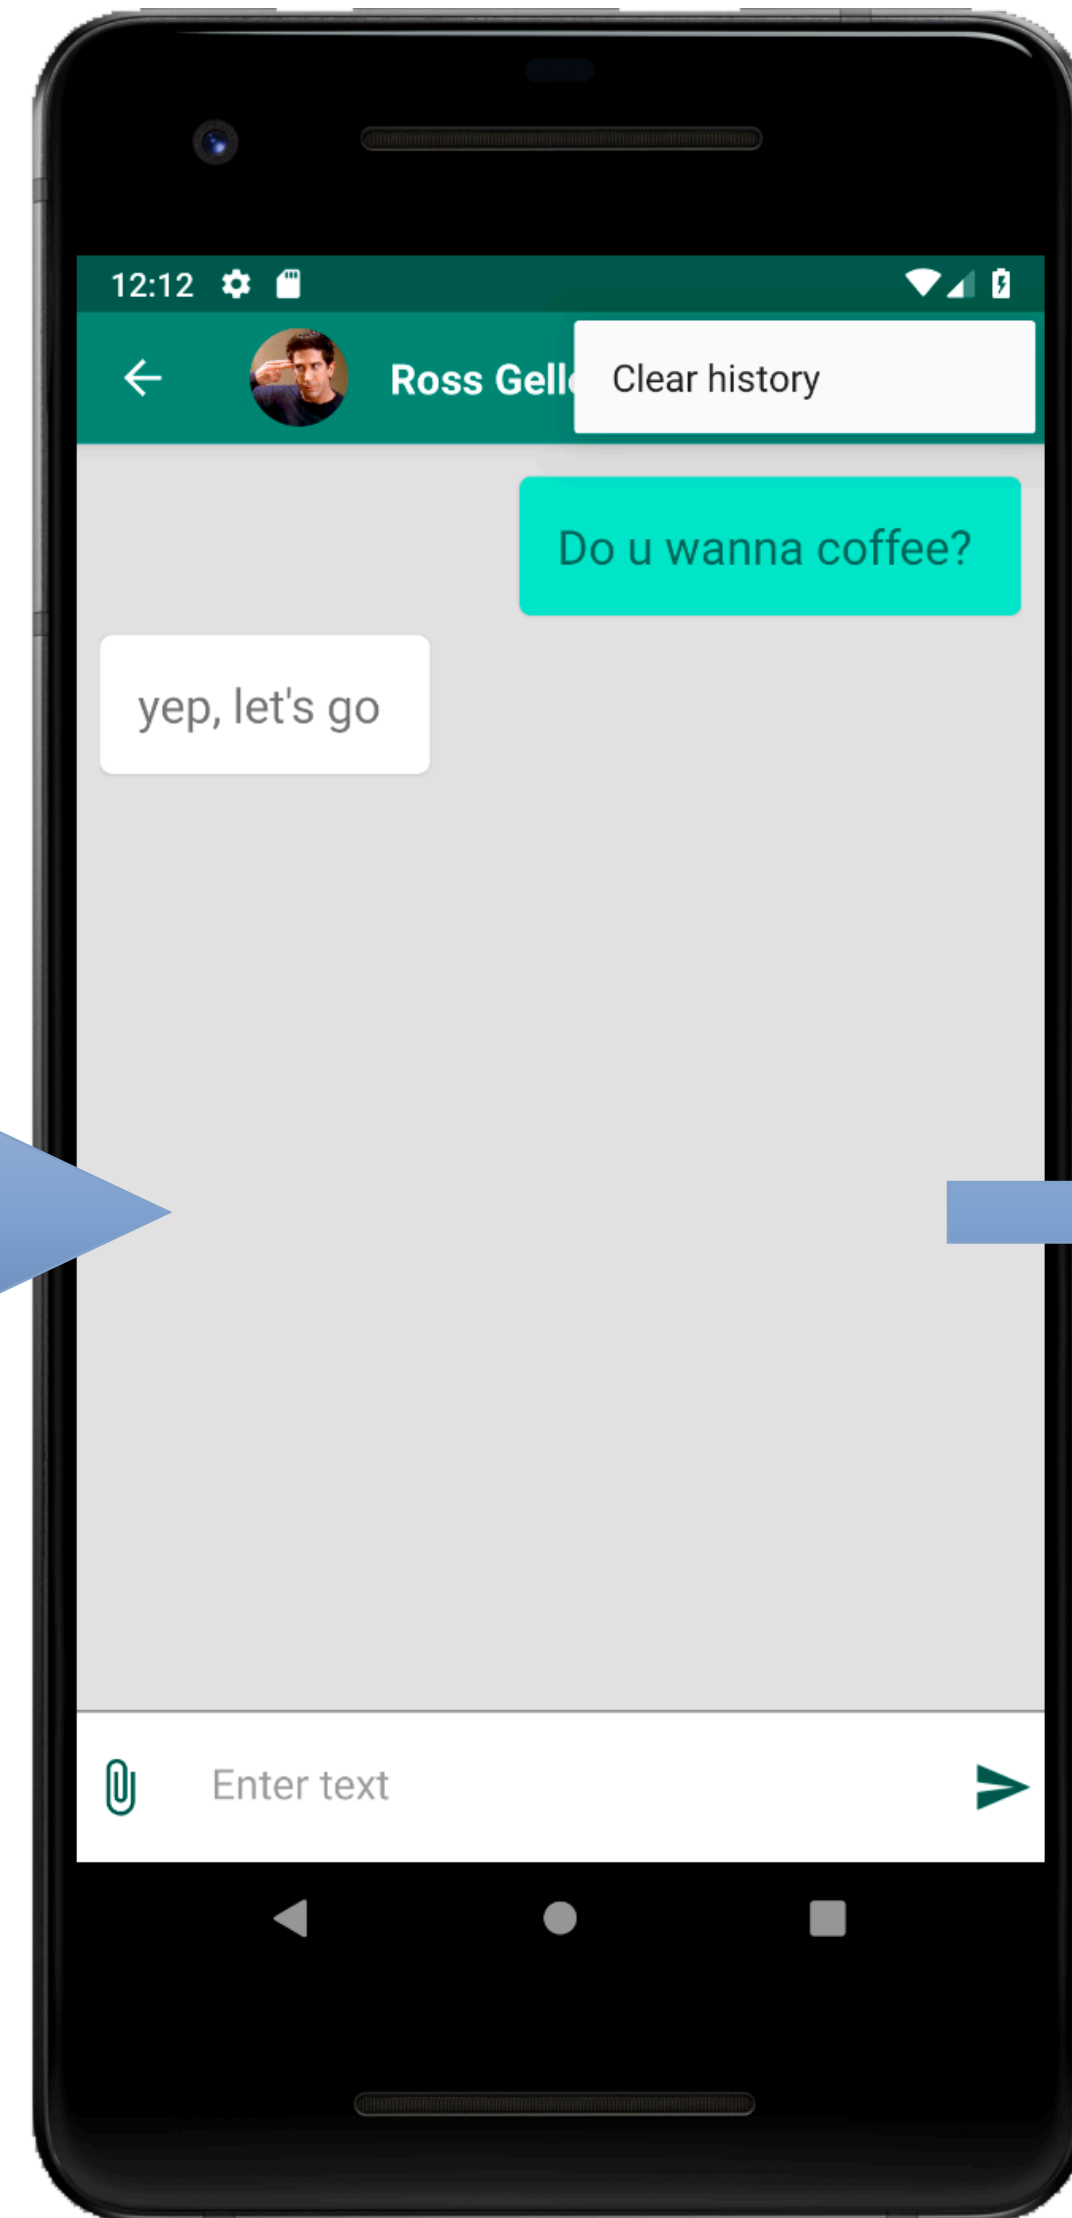 12:12
Ross Gell
Clear history
Do u wanna coffee?
yep, let's go
Enter text